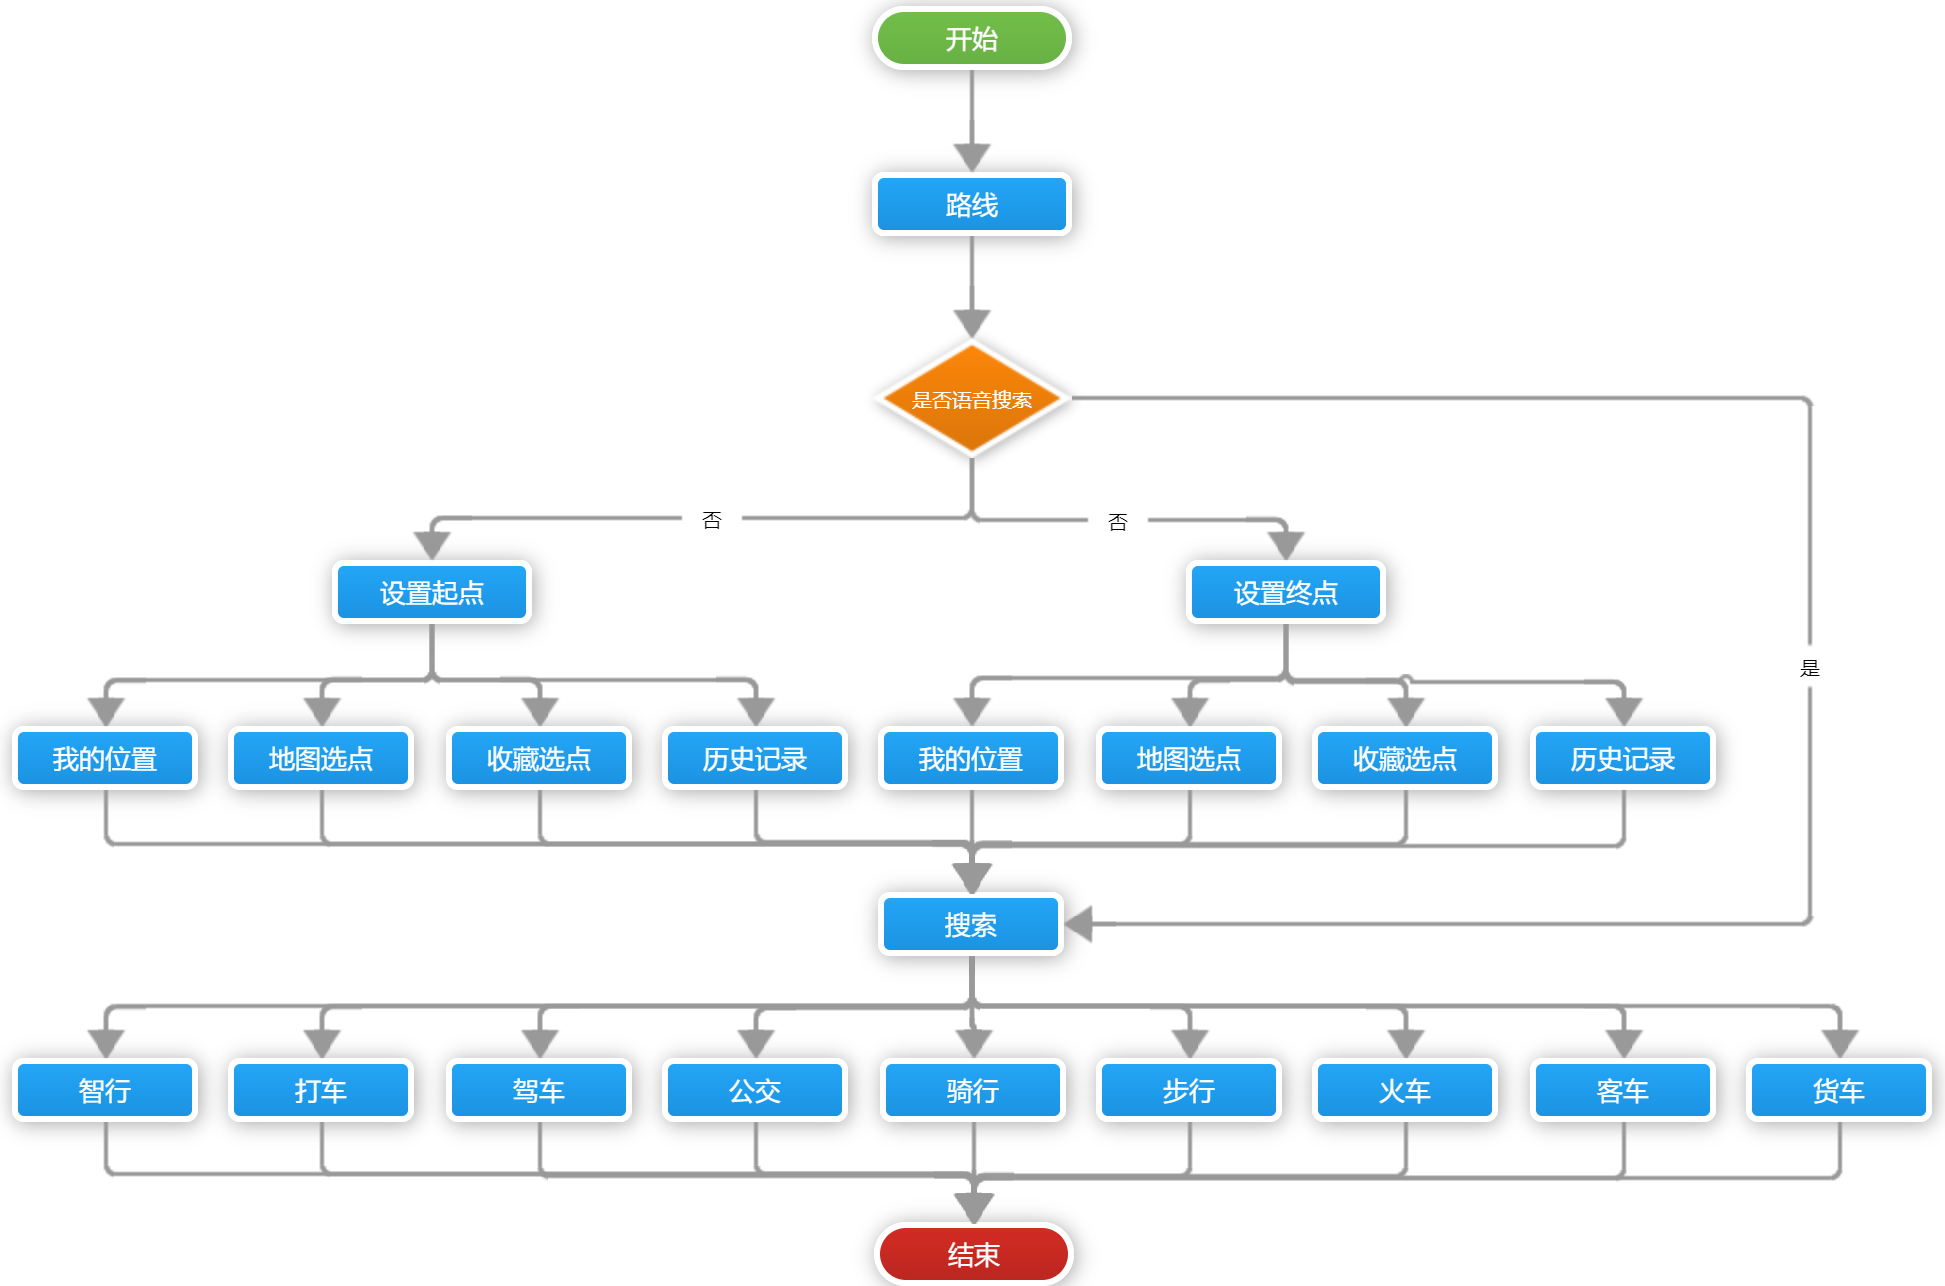 开始
路线
是否语音搜索
否
否
设置起点
设置终点
是
我的位置
地图选点
收藏选点
历史记录
我的位置
地图选点
收藏选点
历史记录
搜索
智行
打车
驾车
公交
骑行
步行
火车
客车
货车
结束